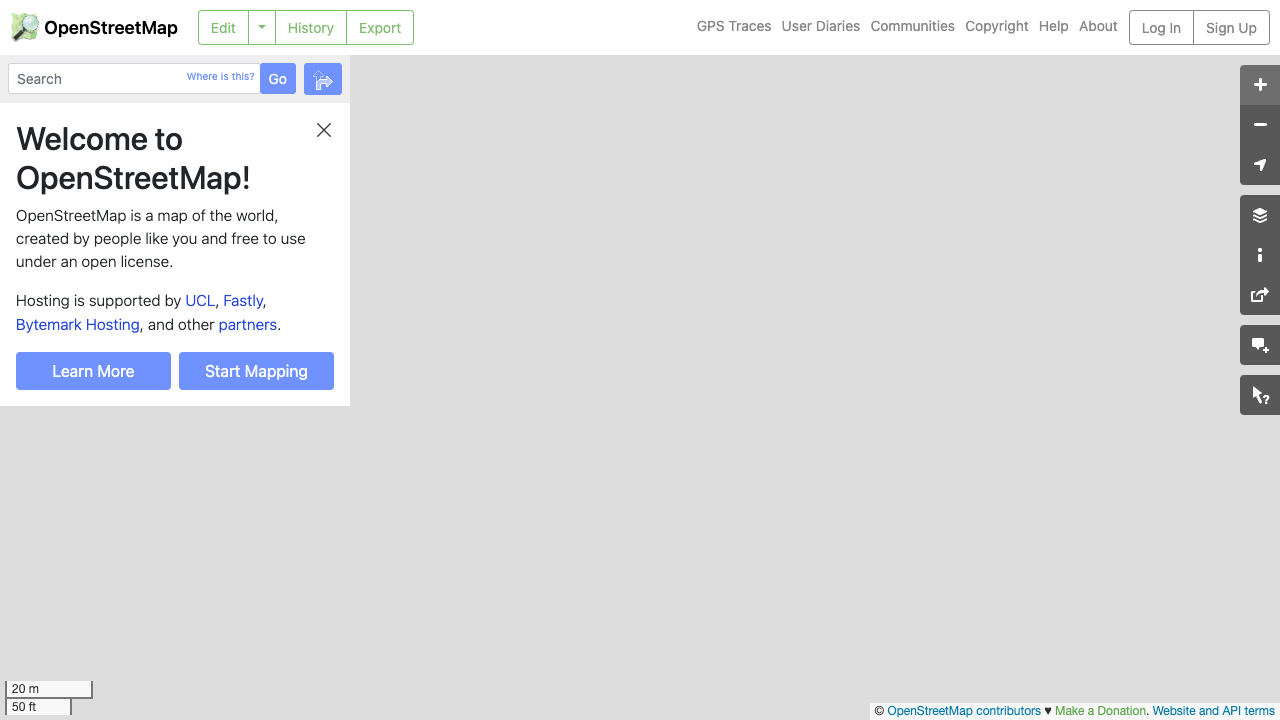 OpenStreetMap
Edit
History
Export
GPS Traces
User Diaries
Communities
Copyright
Help
About
Log In
Sign Up
Search
Where is this?
Go
Welcome to
OpenStreetMap!
OpenStreetMap is a map of the world,
created by people like you and free to use
under an open license.
Hosting is supported by UCL, Fastly,
Bytemark Hosting, and other partners.
Learn More
Start Mapping
20 m
50 ft
© OpenStreetMap contributors ♥ Make a Donation. Website and API terms